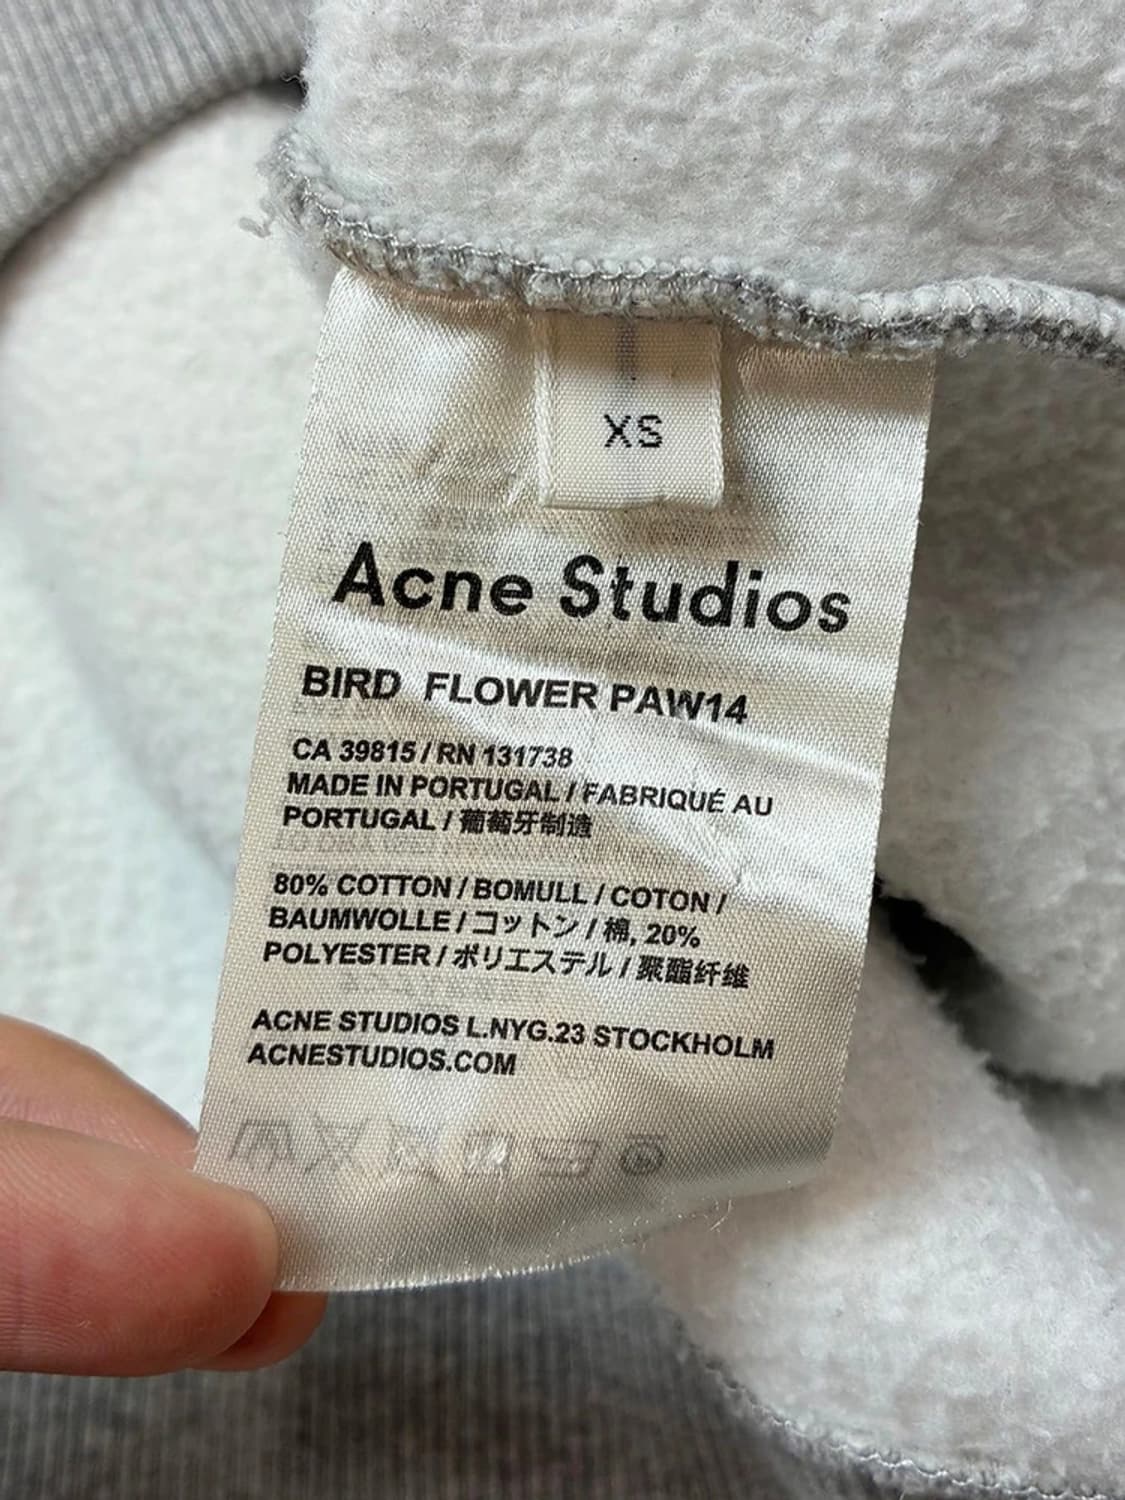 XS
Acne Studios
BIRD FLOWER PAW14
CA 39815 / RN 131738
MADE IN PORTUGAL / FABRIQUÉ AU
PORTUGAL / 葡萄牙制造
80% COTTON / BOMULL / COTON /
BAUMWOLLE / コットン / 棉, 20%
POLYESTER / ポリエステル / 聚酯纤维
ACNE STUDIOS L.NYG.23 STOCKHOLM
ACNESTUDIOS.COM